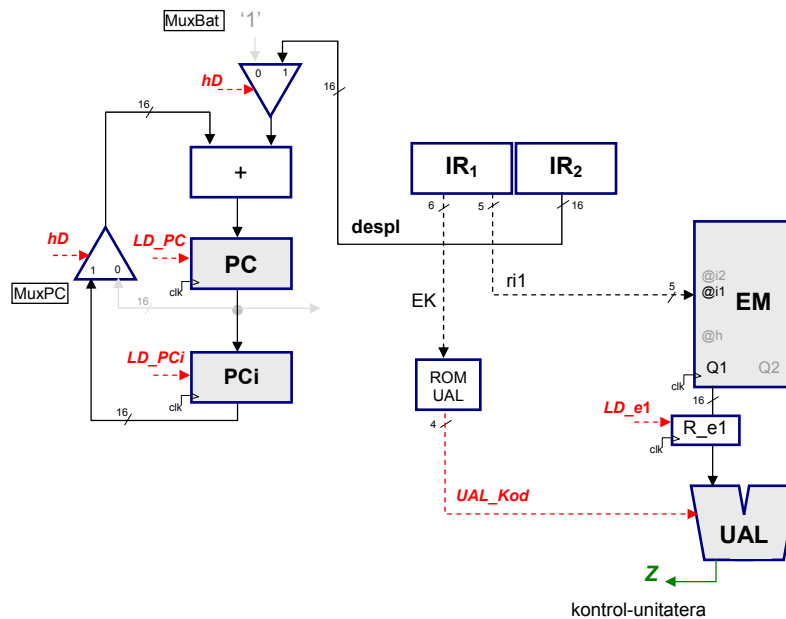 MuxBat
‘1’
0
1
hD
16
16
+
IR1
IR2
6
5
16
despl
hD
LD_PC
PC
clk
1
0
MuxPC
16
EK
ri1
5
@i2
@i1
EM
@h
Q1
Q2
clk
16
LD_PCi
PCi
clk
16
ROM
UAL
4
LD_e1
R_e1
clk
UAL_Kod
UAL
Z
kontrol-unitatera